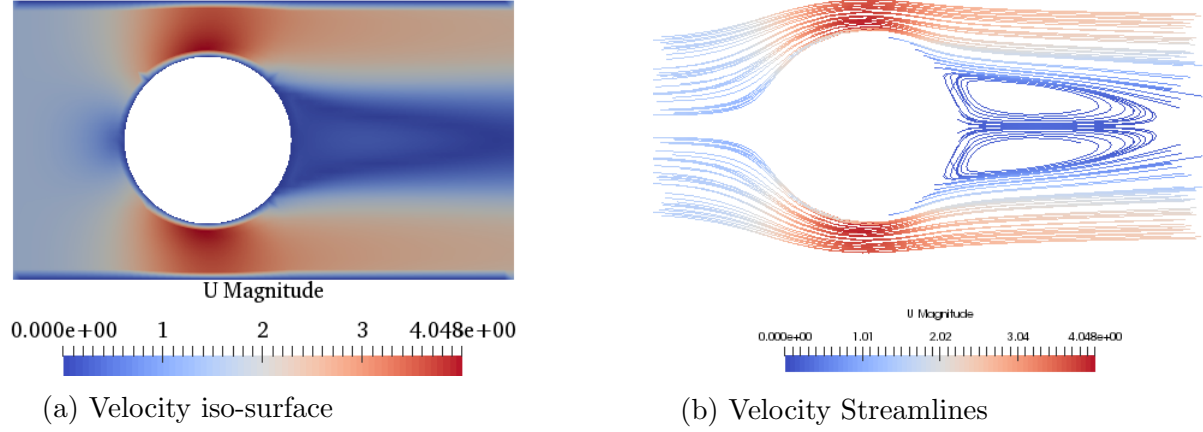 U Magnitude
0.000e+00 1 2 3 4.048e+00
(a) Velocity iso-surface
U Magnitude
0.000e+00 1.01 2.02 3.04 4.048e+00
(b) Velocity Streamlines